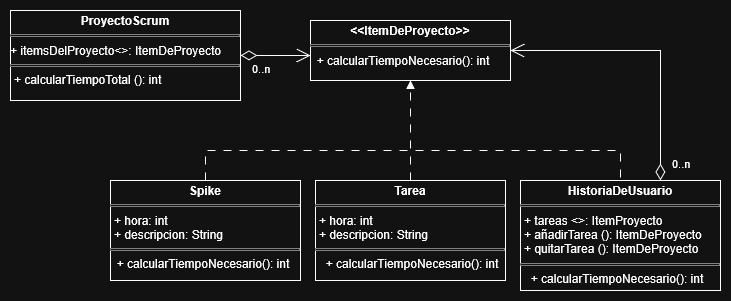 ProyectoScrum
+ itemsDelProyecto<>: ItemDeProyecto
+ calcularTiempoTotal (): int
0..n
<<ItemDeProyecto>>
+ calcularTiempoNecesario(): int
0..n
Spike
+ hora: int
+ descripcion: String
+ calcularTiempoNecesario(): int
Tarea
+ hora: int
+ descripcion: String
+ calcularTiempoNecesario(): int
HistoriaDeUsuario
+ tareas <>: ItemProyecto
+ añadirTarea (): ItemDeProyecto
+ quitarTarea (): ItemDeProyecto
+ calcularTiempoNecesario(): int